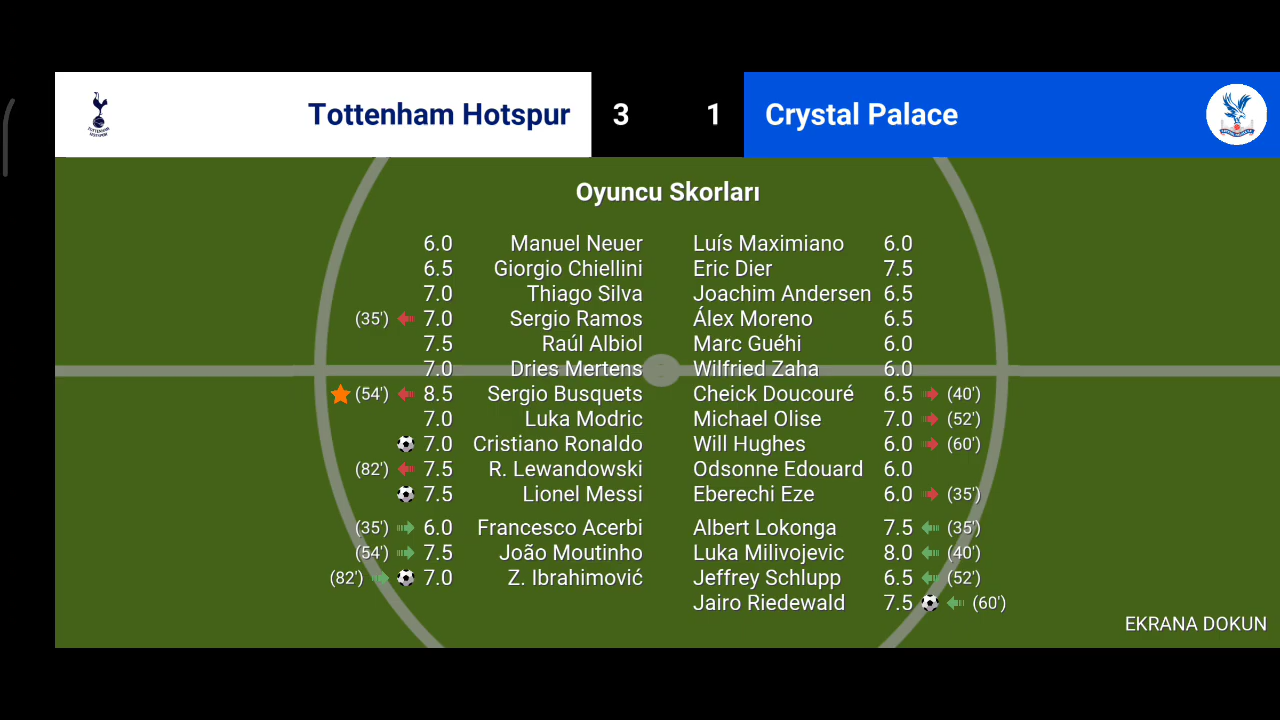 Tottenham Hotspur 3 1 Crystal Palace
Oyuncu Skorları
6.0 Manuel Neuer Luís Maximiano 6.0
6.5 Giorgio Chiellini Eric Dier 7.5
7.0 Thiago Silva Joachim Andersen 6.5
(35') 7.0 Sergio Ramos Álex Moreno 6.5
7.5 Raúl Albiol Marc Guéhi 6.0
7.0 Dries Mertens Wilfried Zaha 6.0
(54') 8.5 Sergio Busquets Cheick Doucouré 6.5 (40')
7.0 Luka Modric Michael Olise 7.0 (52')
7.0 Cristiano Ronaldo Will Hughes 6.0 (60')
(82') 7.5 R. Lewandowski Odsonne Edouard 6.0
7.5 Lionel Messi Eberechi Eze 6.0 (35')
(35') 6.0 Francesco Acerbi Albert Lokonga 7.5 (35')
(54') 7.5 João Moutinho Luka Milivojevic 8.0 (40')
(82') 7.0 Z. Ibrahimović Jeffrey Schlupp 6.5 (52')
Jairo Riedewald 7.5 (60')
EKRANA DOKUN